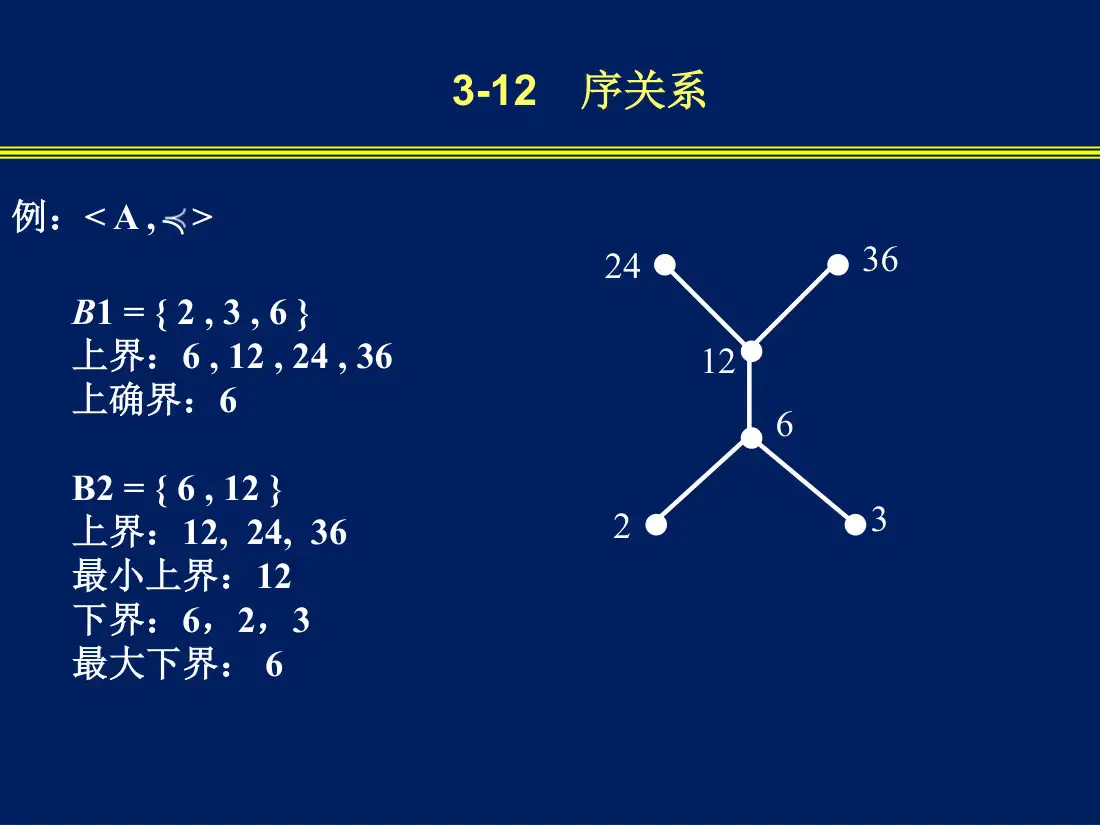 3-12 序关系
例：< A , ≼ >
B1 = { 2 , 3 , 6 }
上界：6 , 12 , 24 , 36
上确界：6
B2 = { 6 , 12 }
上界：12, 24, 36
最小上界：12
下界：6，2，3
最大下界： 6
24
36
12
6
2
3